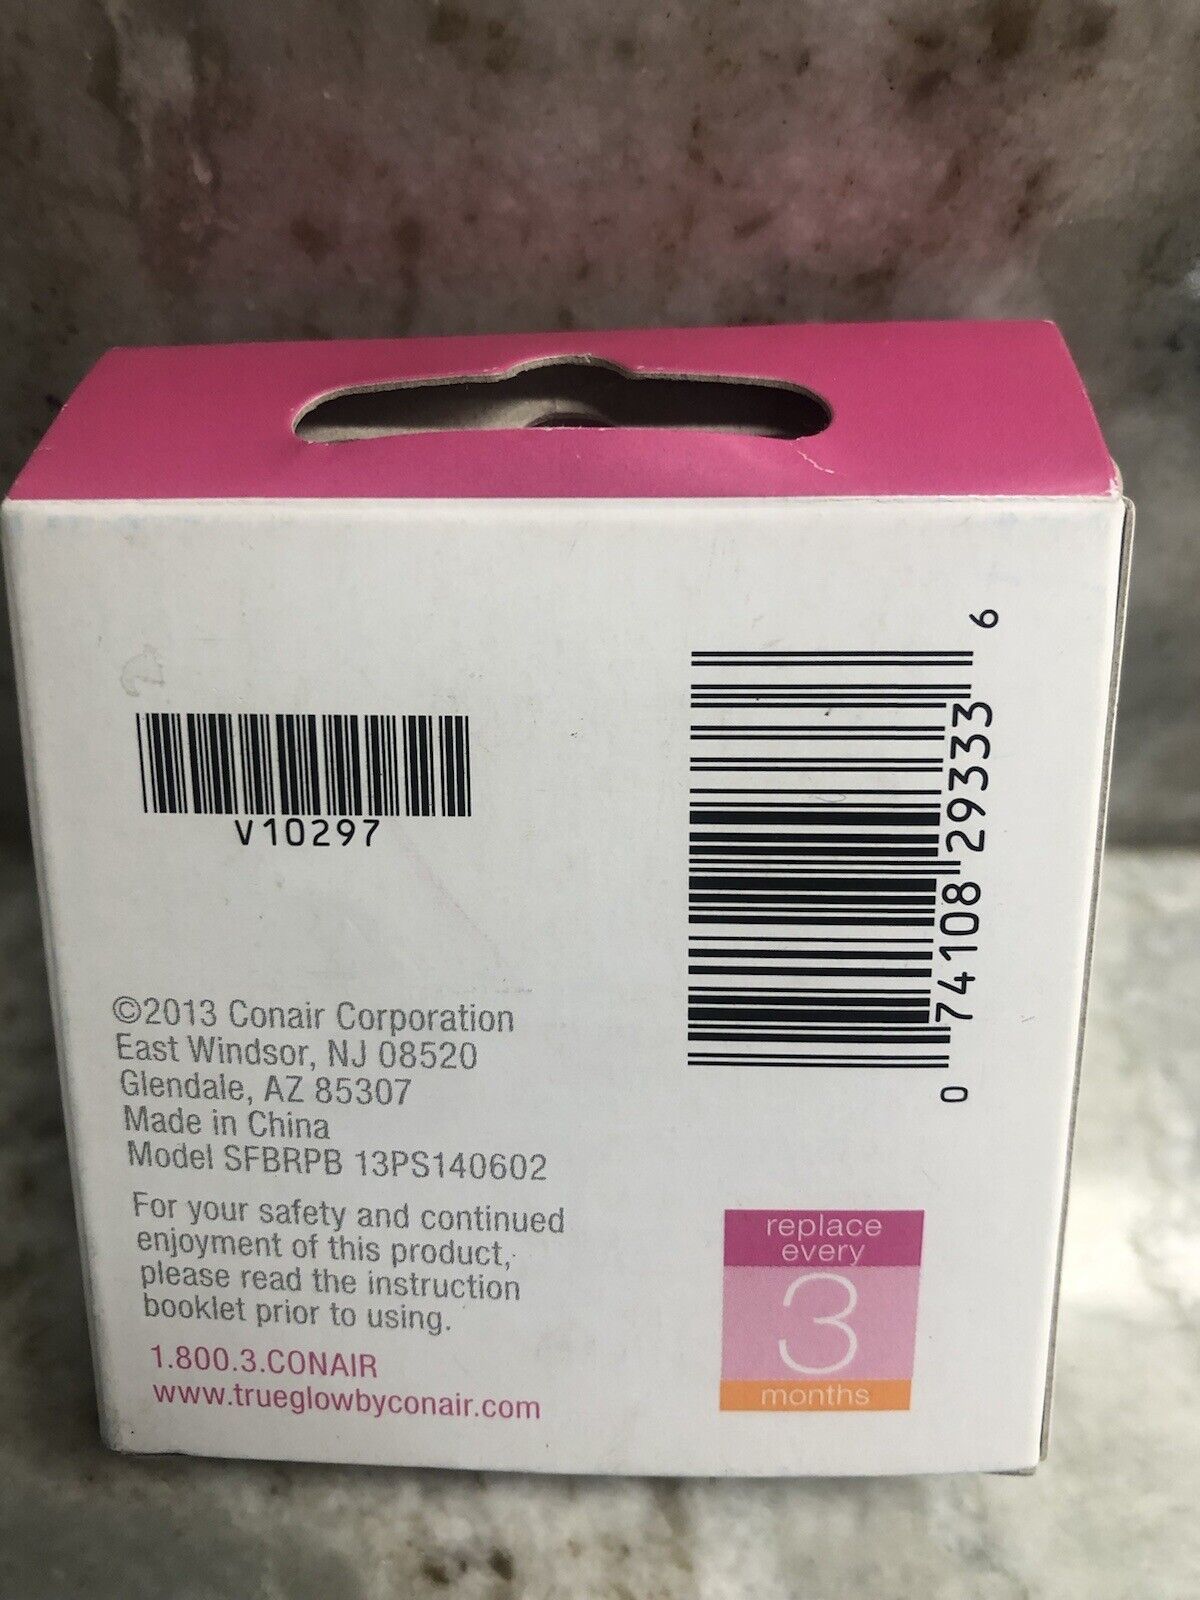 V10297
0 74108 29333 6
©2013 Conair Corporation
East Windsor, NJ 08520
Glendale, AZ 85307
Made in China
Model SFBRPB 13PS140602
For your safety and continued
enjoyment of this product,
please read the instruction
booklet prior to using.
1.800.3.CONAIR
www.trueglowbyconair.com
replace
every
3
months